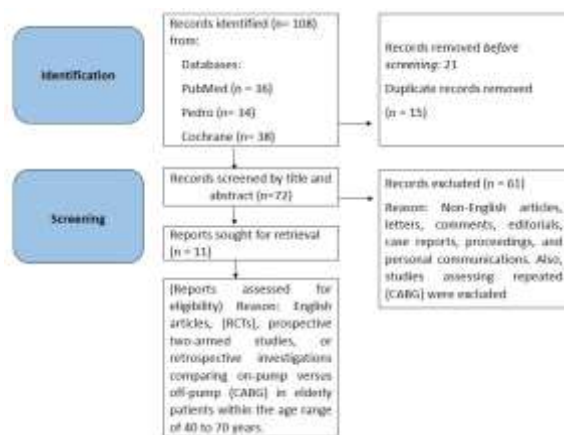 Identification
Records identified (n= 108)
from:
Databases:
PubMed (n = 36)
Pedro (n= 34)
Cochrane (n= 38)
Records removed before
screening: 21
Duplicate records removed
(n = 15)
Screening
Records screened by title and
abstract (n=72)
Reports sought for retrieval
(n = 11)
Records excluded (n = 61)
Reason: Non-English articles,
letters, comments, editorials,
case reports, proceedings, and
personal communications. Also,
studies assessing repeated
(CABG) were excluded
(Reports assessed for
eligibility) Reason: English
articles, (RCTs), prospective
two-armed studies, or
retrospective investigations
comparing on-pump versus
off-pump (CABG) in elderly
patients within the age range
of 40 to 70 years.